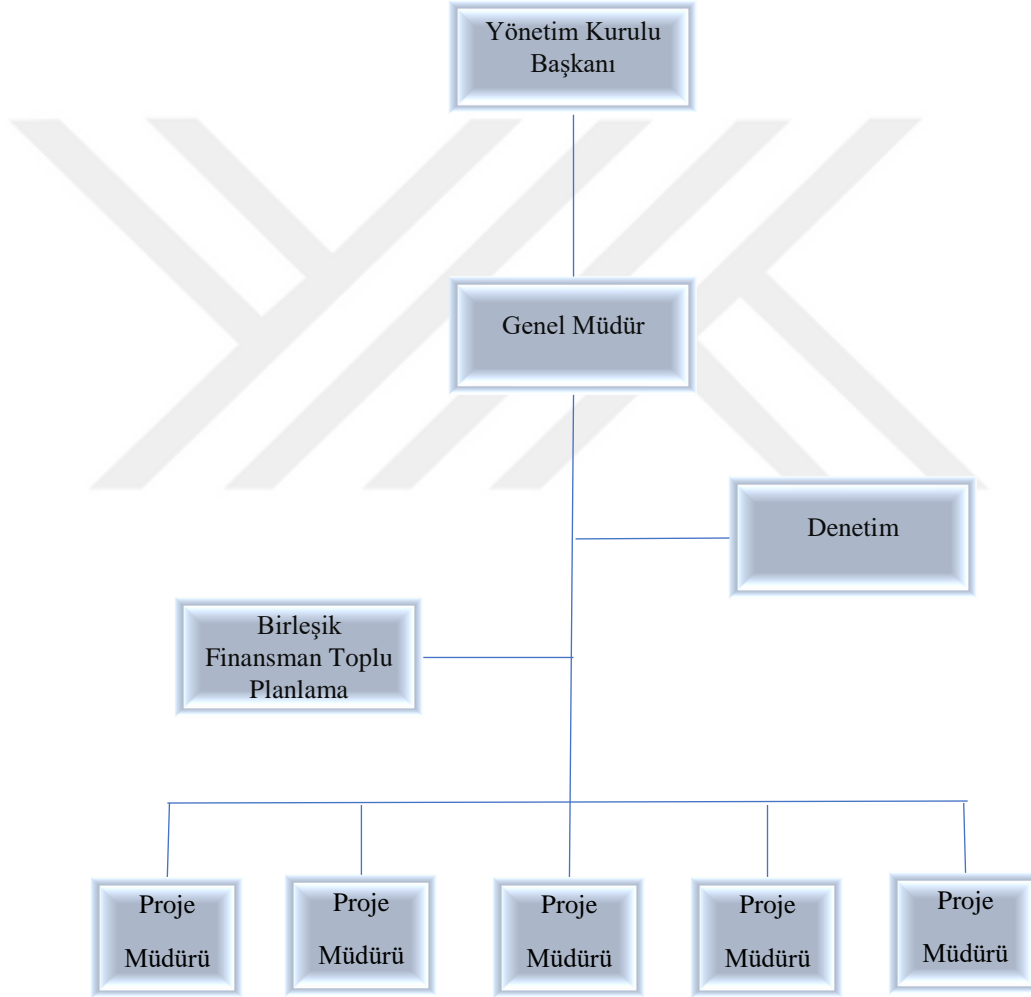 Yönetim Kurulu
Başkanı
Genel Müdür
Denetim
Birleşik
Finansman Toplu
Planlama
Proje
Müdürü
Proje
Müdürü
Proje
Müdürü
Proje
Müdürü
Proje
Müdürü